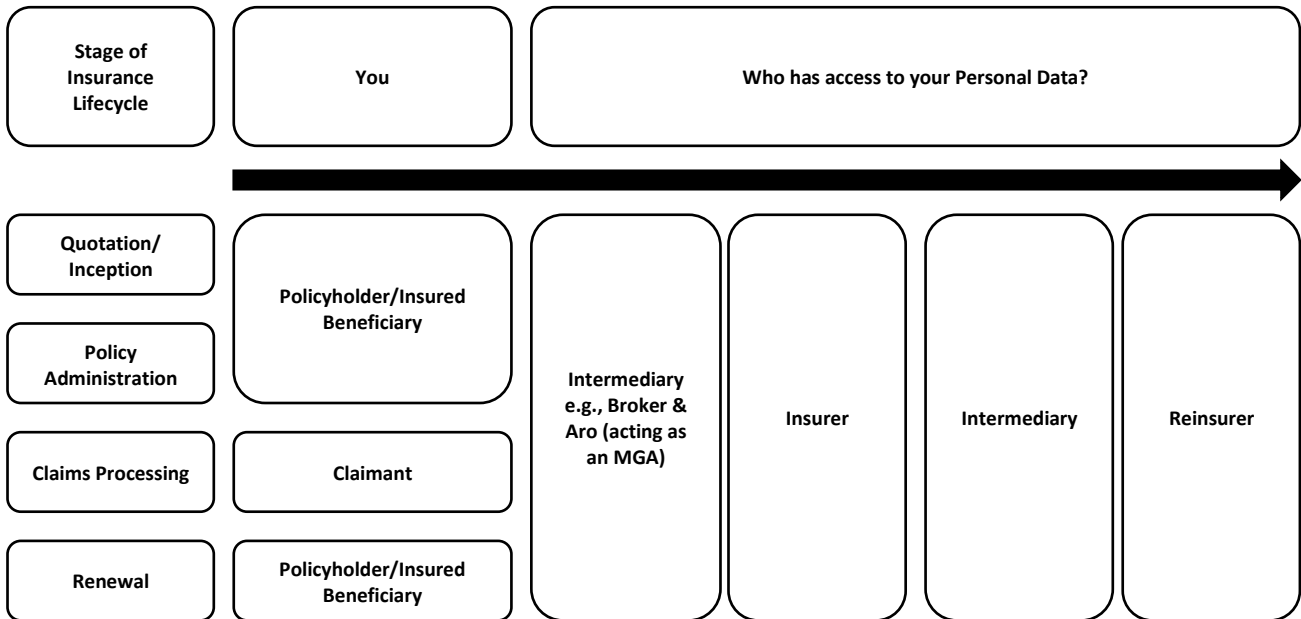 Stage of
Insurance
Lifecycle
You
Who has access to your Personal Data?
Quotation/
Inception
Policyholder/Insured
Beneficiary
Policy
Administration
Intermediary
e.g., Broker &
Aro (acting as
an MGA)
Insurer
Intermediary
Reinsurer
Claims Processing
Claimant
Renewal
Policyholder/Insured
Beneficiary